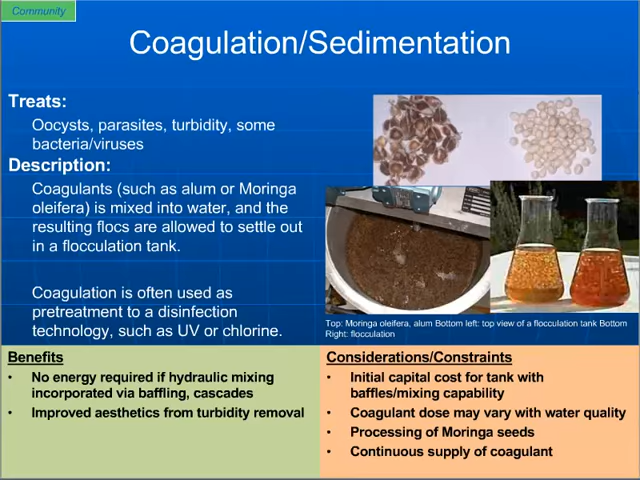 Community
Coagulation/Sedimentation
Treats:
Oocysts, parasites, turbidity, some
bacteria/viruses
Description:
Coagulants (such as alum or Moringa
oleifera) is mixed into water, and the
resulting flocs are allowed to settle out
in a flocculation tank.
Coagulation is often used as
pretreatment to a disinfection
technology, such as UV or chlorine.
Top: Moringa oleifera, alum Bottom left: top view of a flocculation tank Bottom
Right: flocculation
Benefits
• No energy required if hydraulic mixing
incorporated via baffling, cascades
• Improved aesthetics from turbidity removal
Considerations/Constraints
• Initial capital cost for tank with
baffles/mixing capability
• Coagulant dose may vary with water quality
• Processing of Moringa seeds
• Continuous supply of coagulant